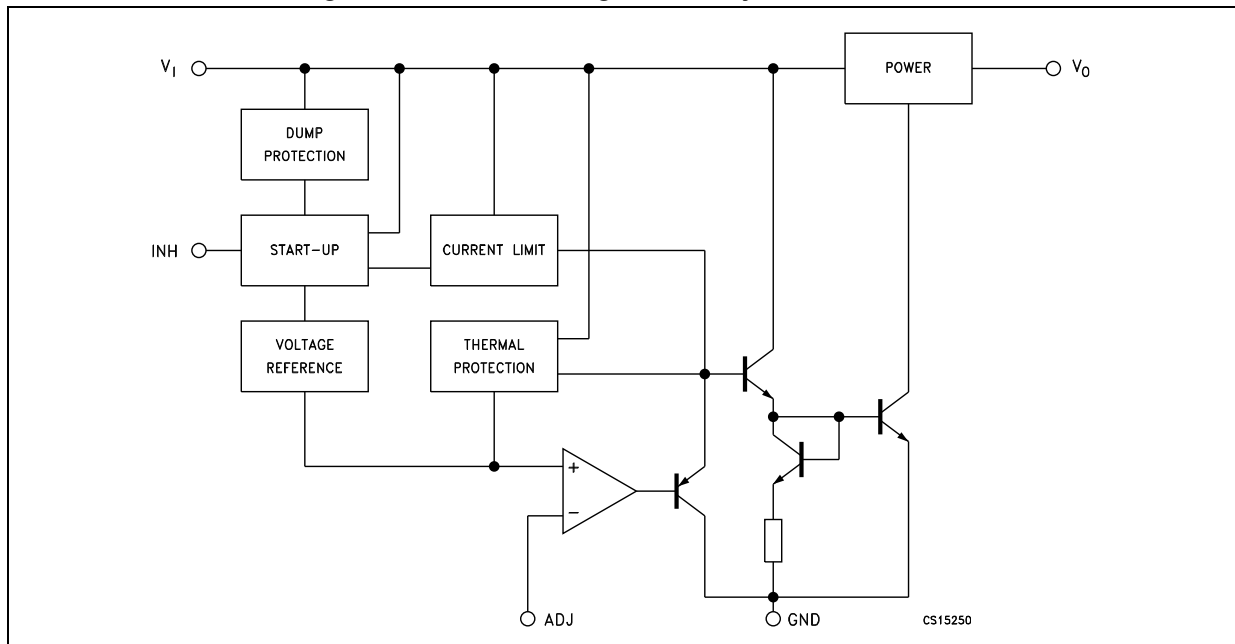 V_I
POWER
V_O
DUMP
PROTECTION
INH
START-UP
CURRENT LIMIT
VOLTAGE
REFERENCE
THERMAL
PROTECTION
+
−
ADJ
GND
CS15250